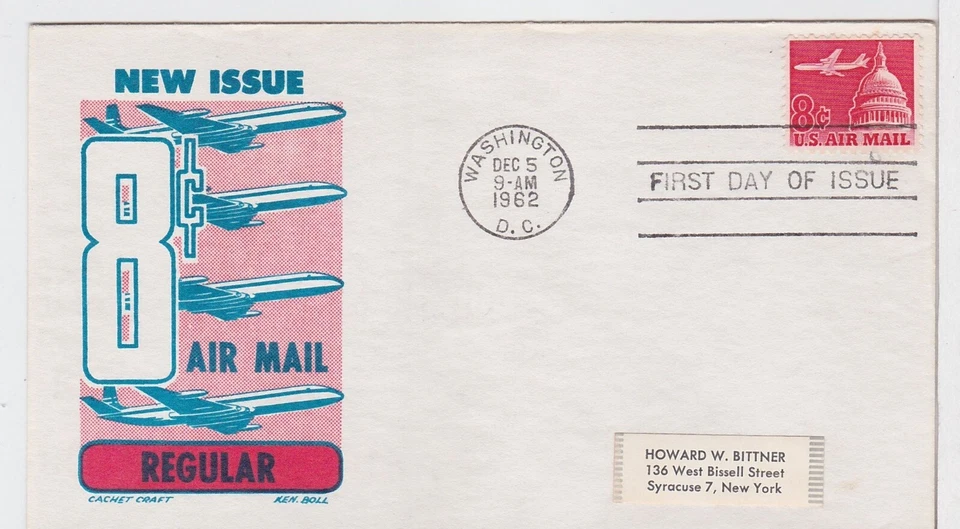 NEW ISSUE
8¢
AIR MAIL
REGULAR
CACHET CRAFT
KEN. BOLL
WASHINGTON
DEC 5
9-AM
1962
D. C.
8¢
U.S. AIR MAIL
FIRST DAY OF ISSUE
HOWARD W. BITTNER
136 West Bissell Street
Syracuse 7, New York